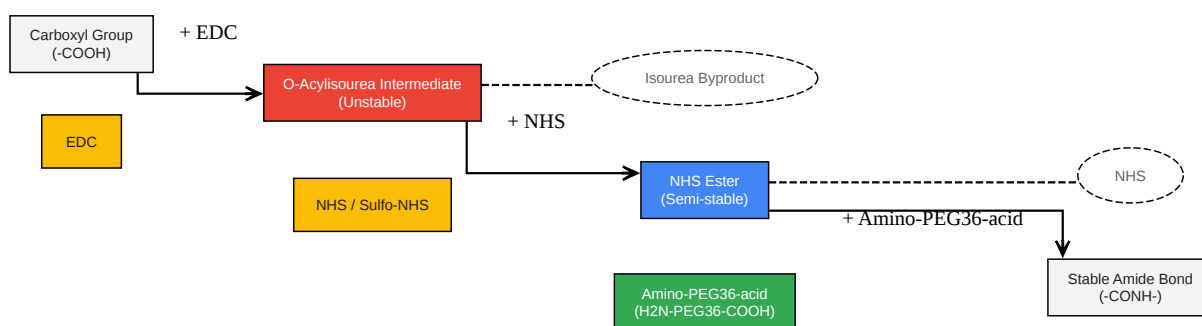 Carboxyl Group
(-COOH)
+ EDC
O-Acylisourea Intermediate
(Unstable)
Isourea Byproduct
EDC
+ NHS
NHS / Sulfo-NHS
NHS Ester
(Semi-stable)
NHS
+ Amino-PEG36-acid
Stable Amide Bond
(-CONH-)
Amino-PEG36-acid
(H2N-PEG36-COOH)